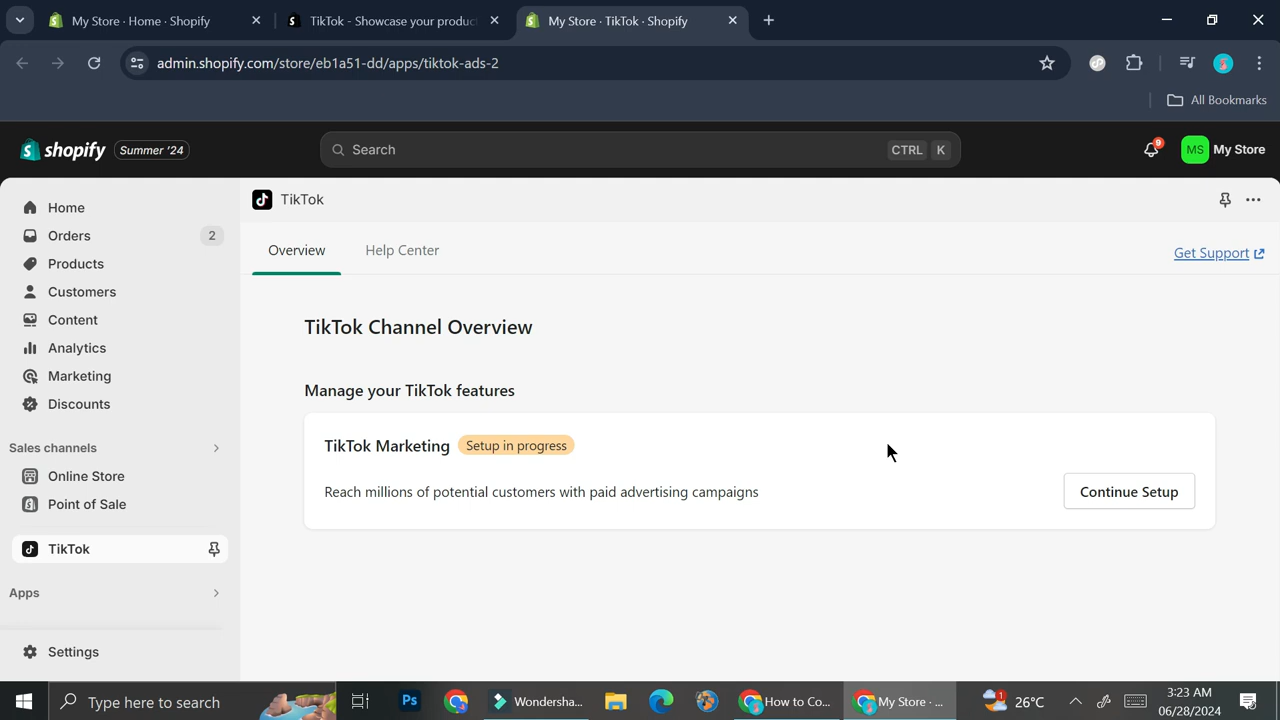 My Store · Home · Shopify
TikTok - Showcase your produc
My Store · TikTok · Shopify
admin.shopify.com/store/eb1a51-dd/apps/tiktok-ads-2
All Bookmarks
shopify
Summer '24
Search
CTRL K
9
MS
My Store
Home
Orders
2
Products
Customers
Content
Analytics
Marketing
Discounts
Sales channels
Online Store
Point of Sale
TikTok
Apps
Settings
TikTok
Overview
Help Center
Get Support
TikTok Channel Overview
Manage your TikTok features
TikTok Marketing
Setup in progress
Reach millions of potential customers with paid advertising campaigns
Continue Setup
Type here to search
Ps
Wondersha...
How to Co...
My Store · ...
1
26°C
3:23 AM
06/28/2024